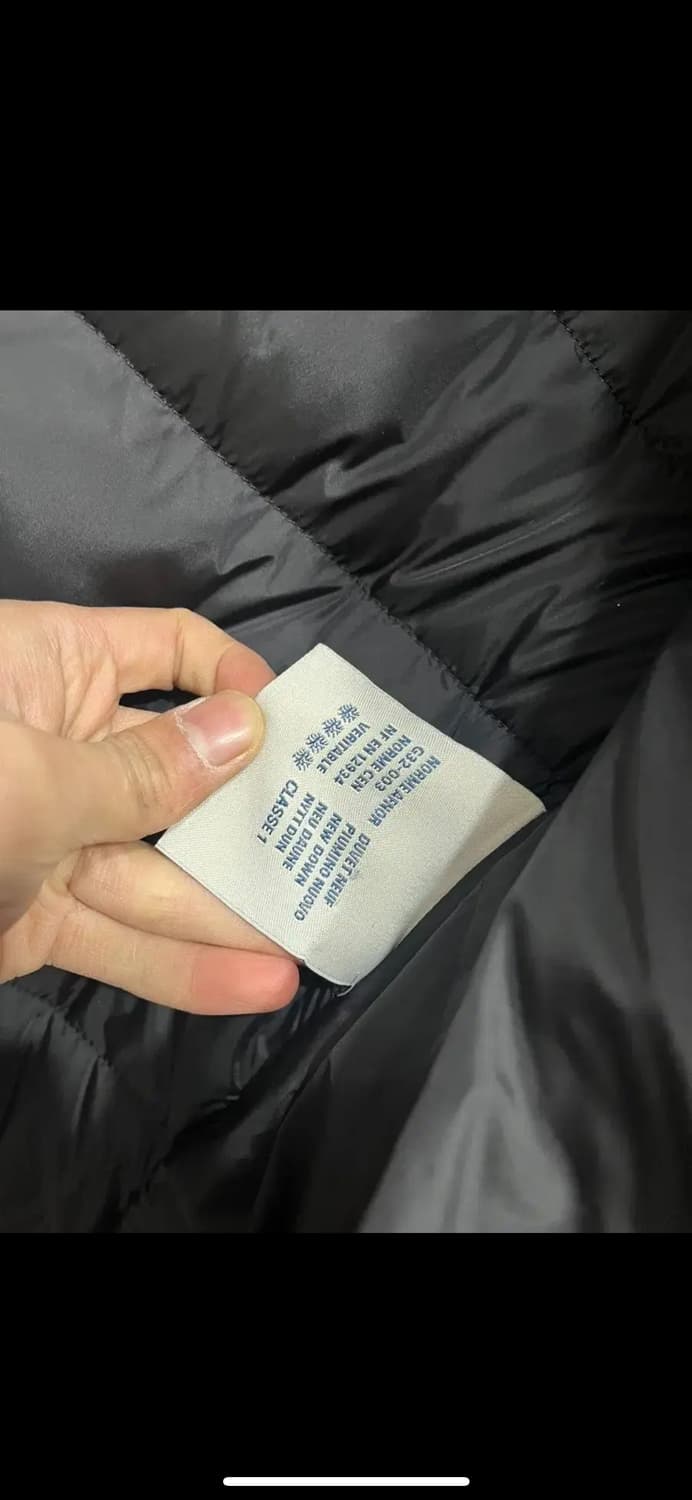 NORME AFNOR
G32-003
NORME CEN
NF EN 12934
VERITABLE
DUVET NEUF
PIUMINO NUOVO
NEW DOWN
NEU DAUNE
NYTT DUN
CLASSE 1